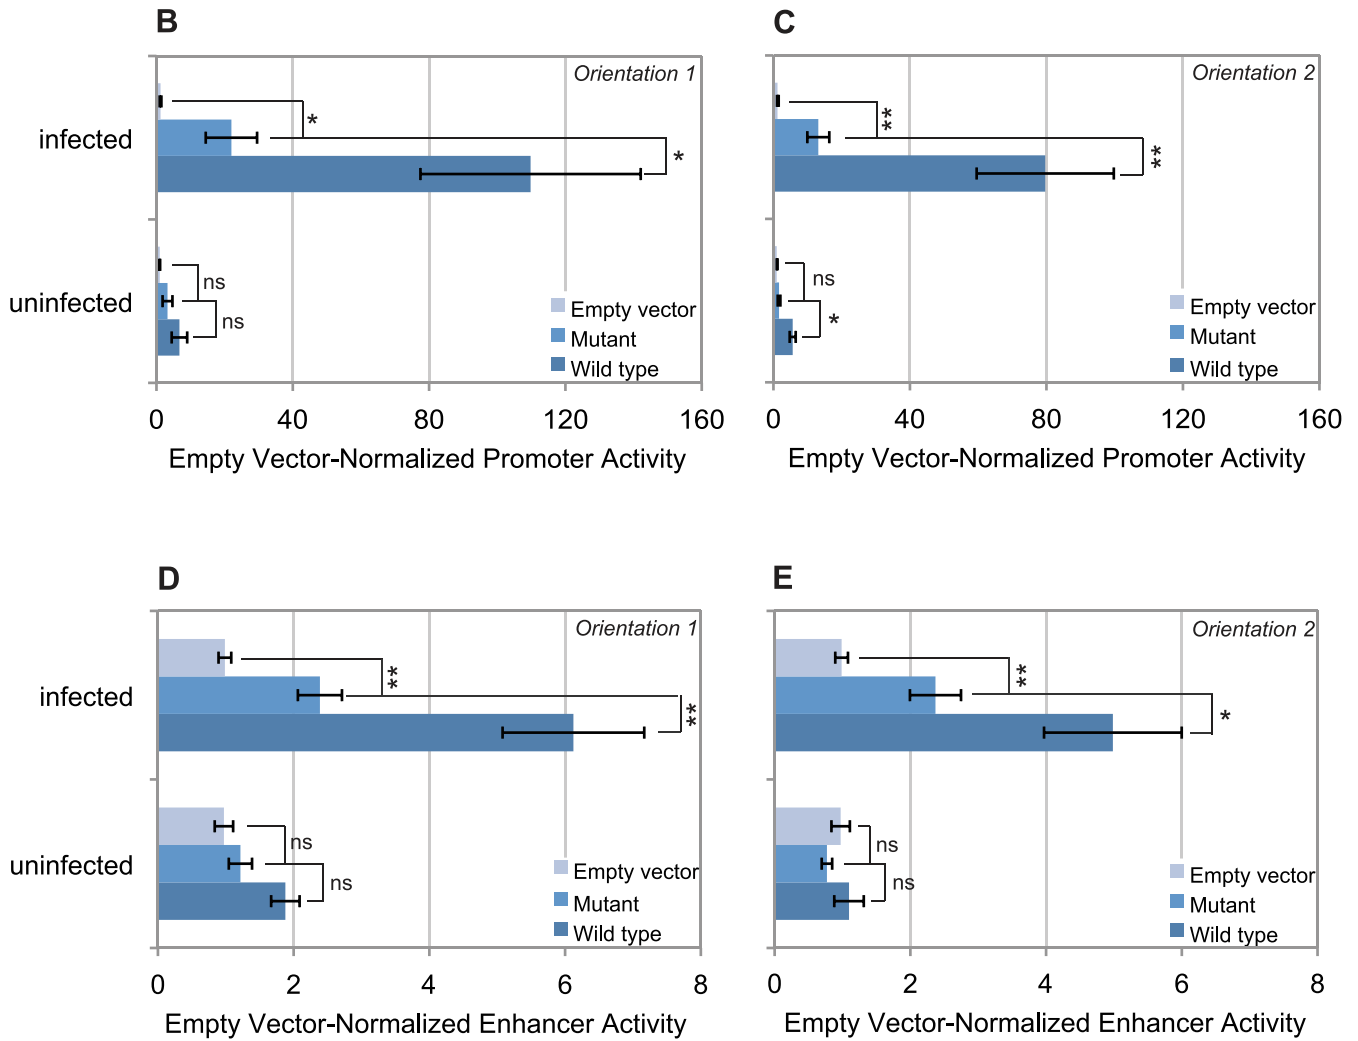 B
Orientation 1
infected
*
*
uninfected
ns
ns
Empty vector
Mutant
Wild type
0 40 80 120 160
Empty Vector-Normalized Promoter Activity
C
Orientation 2
**
**
ns
*
Empty vector
Mutant
Wild type
0 40 80 120 160
Empty Vector-Normalized Promoter Activity
D
Orientation 1
infected
**
**
uninfected
ns
ns
Empty vector
Mutant
Wild type
0 2 4 6 8
Empty Vector-Normalized Enhancer Activity
E
Orientation 2
**
*
ns
ns
Empty vector
Mutant
Wild type
0 2 4 6 8
Empty Vector-Normalized Enhancer Activity